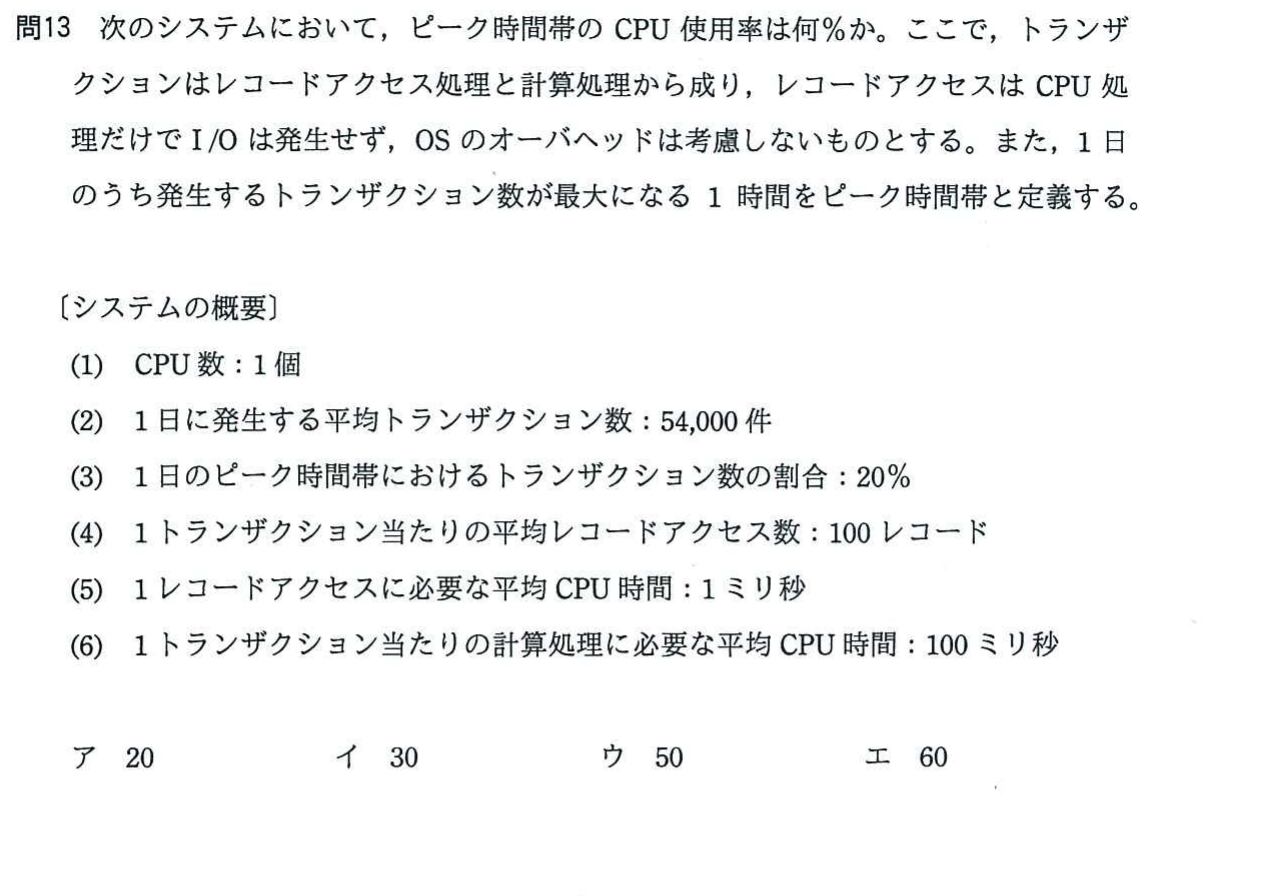 問13 次のシステムにおいて，ピーク時間帯の CPU 使用率は何%か。ここで，トランザ
クションはレコードアクセス処理と計算処理から成り，レコードアクセスは CPU 処
理だけで I/O は発生せず，OS のオーバヘッドは考慮しないものとする。また，1 日
のうち発生するトランザクション数が最大になる 1 時間をピーク時間帯と定義する。
〔システムの概要〕
(1) CPU 数：1 個
(2) 1 日に発生する平均トランザクション数：54,000 件
(3) 1 日のピーク時間帯におけるトランザクション数の割合：20%
(4) 1 トランザクション当たりの平均レコードアクセス数：100 レコード
(5) 1 レコードアクセスに必要な平均 CPU 時間：1 ミリ秒
(6) 1 トランザクション当たりの計算処理に必要な平均 CPU 時間：100 ミリ秒
ア 20 イ 30 ウ 50 エ 60